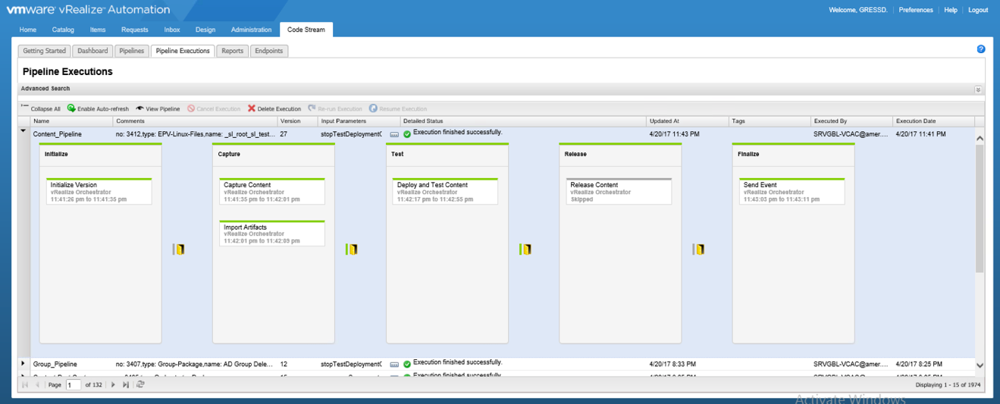 vmware vRealize Automation
Welcome, GRESSD. Preferences Help Logout
Home Catalog Items Requests Inbox Design Administration Code Stream
Getting Started Dashboard Pipelines Pipeline Executions Reports Endpoints
Pipeline Executions
Advanced Search
Collapse All Enable Auto-refresh View Pipeline Cancel Execution Delete Execution Re-run Execution Resume Execution
Name Comments Version Input Parameters Detailed Status Updated At Tags Executed By Execution Date
Content_Pipeline no: 3412,type: EPV-Linux-Files,name: _sl_root_sl_test... 27 stopTestDeployment( Execution finished successfully. 4/20/17 11:43 PM SRVGBL-VCAC@amer.... 4/20/17 11:41 PM
Initialize
Initialize Version
vRealize Orchestrator
11:41:26 pm to 11:41:35 pm
Capture
Capture Content
vRealize Orchestrator
11:41:35 pm to 11:42:01 pm
Import Artifacts
vRealize Orchestrator
11:42:01 pm to 11:42:09 pm
Test
Deploy and Test Content
vRealize Orchestrator
11:42:17 pm to 11:42:55 pm
Release
Release Content
vRealize Orchestrator
Skipped
Finalize
Send Event
vRealize Orchestrator
11:43:03 pm to 11:43:11 pm
Group_Pipeline no: 3407,type: Group-Package,name: AD Group Dele... 12 stopTestDeployment( Execution finished successfully. 4/20/17 8:33 PM SRVGBL-VCAC@amer.... 4/20/17 8:25 PM
Execution finished successfully.
Page 1 of 132 Displaying 1 - 15 of 1974
Activate Windows